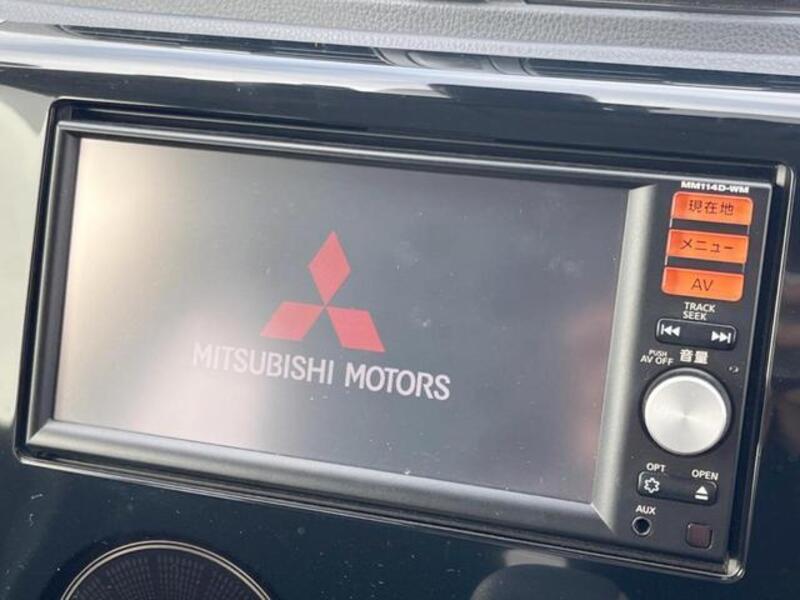 MM114D-WM
現在地
メニュー
AV
TRACK
SEEK
PUSH
AV OFF
音量
MITSUBISHI MOTORS
OPT
OPEN
AUX